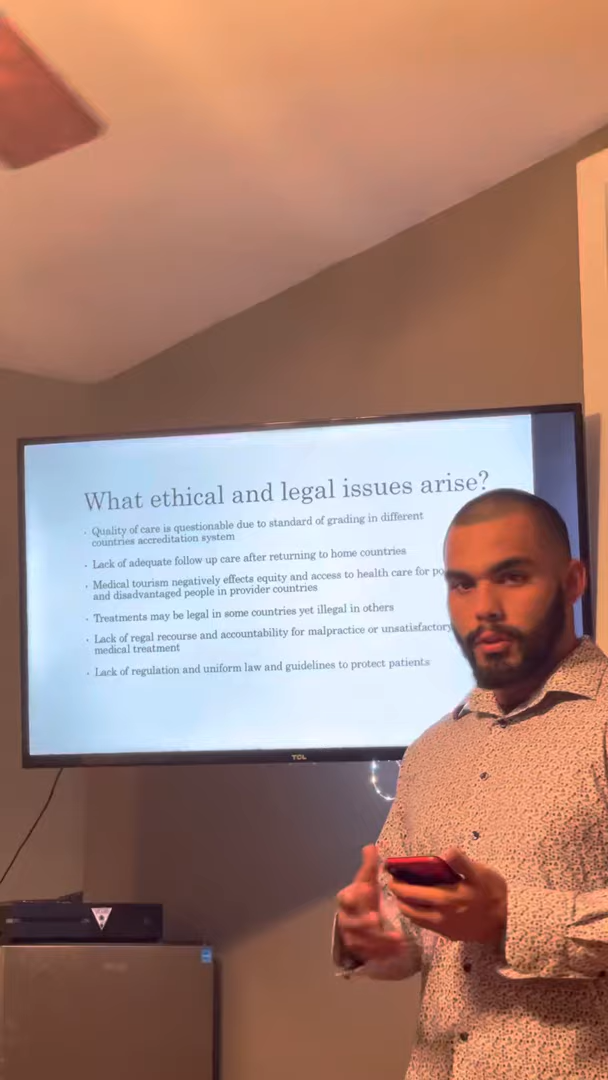 What ethical and legal issues arise?
· Quality of care is questionable due to standard of grading in different
countries accreditation system
· Lack of adequate follow up care after returning to home countries
· Medical tourism negatively effects equity and access to health care for
and disadvantaged people in provider countries
· Treatments may be legal in some countries yet illegal in others
· Lack of regal recourse and accountability for malpractice or unsatisfactory
medical treatment
· Lack of regulation and uniform law and guidelines to protect patients
TCL